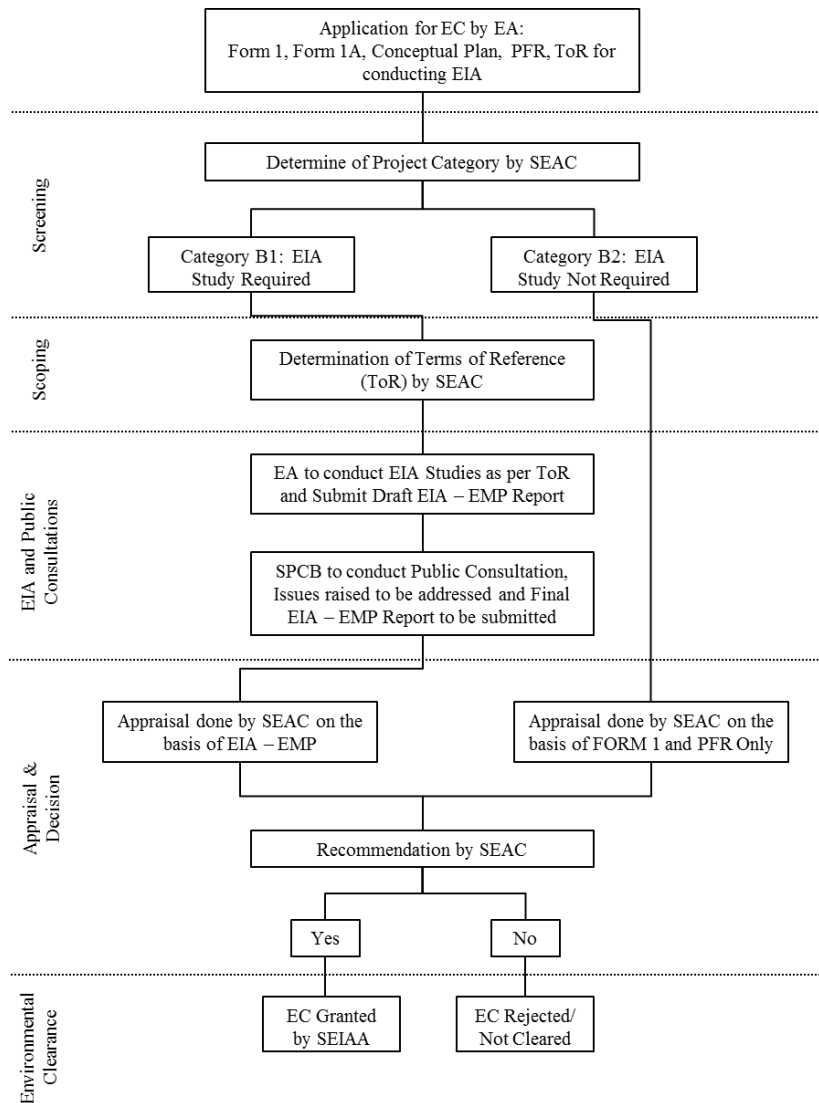 Application for EC by EA:
Form 1, Form 1A, Conceptual Plan, PFR, ToR for
conducting EIA
Screening
Determine of Project Category by SEAC
Category B1: EIA
Study Required
Category B2: EIA
Study Not Required
Scoping
Determination of Terms of Reference
(ToR) by SEAC
EIA and Public
Consultations
EA to conduct EIA Studies as per ToR
and Submit Draft EIA – EMP Report
SPCB to conduct Public Consultation,
Issues raised to be addressed and Final
EIA – EMP Report to be submitted
Appraisal &
Decision
Appraisal done by SEAC on the
basis of EIA – EMP
Appraisal done by SEAC on the
basis of FORM 1 and PFR Only
Recommendation by SEAC
Yes
No
Environmental
Clearance
EC Granted
by SEIAA
EC Rejected/
Not Cleared